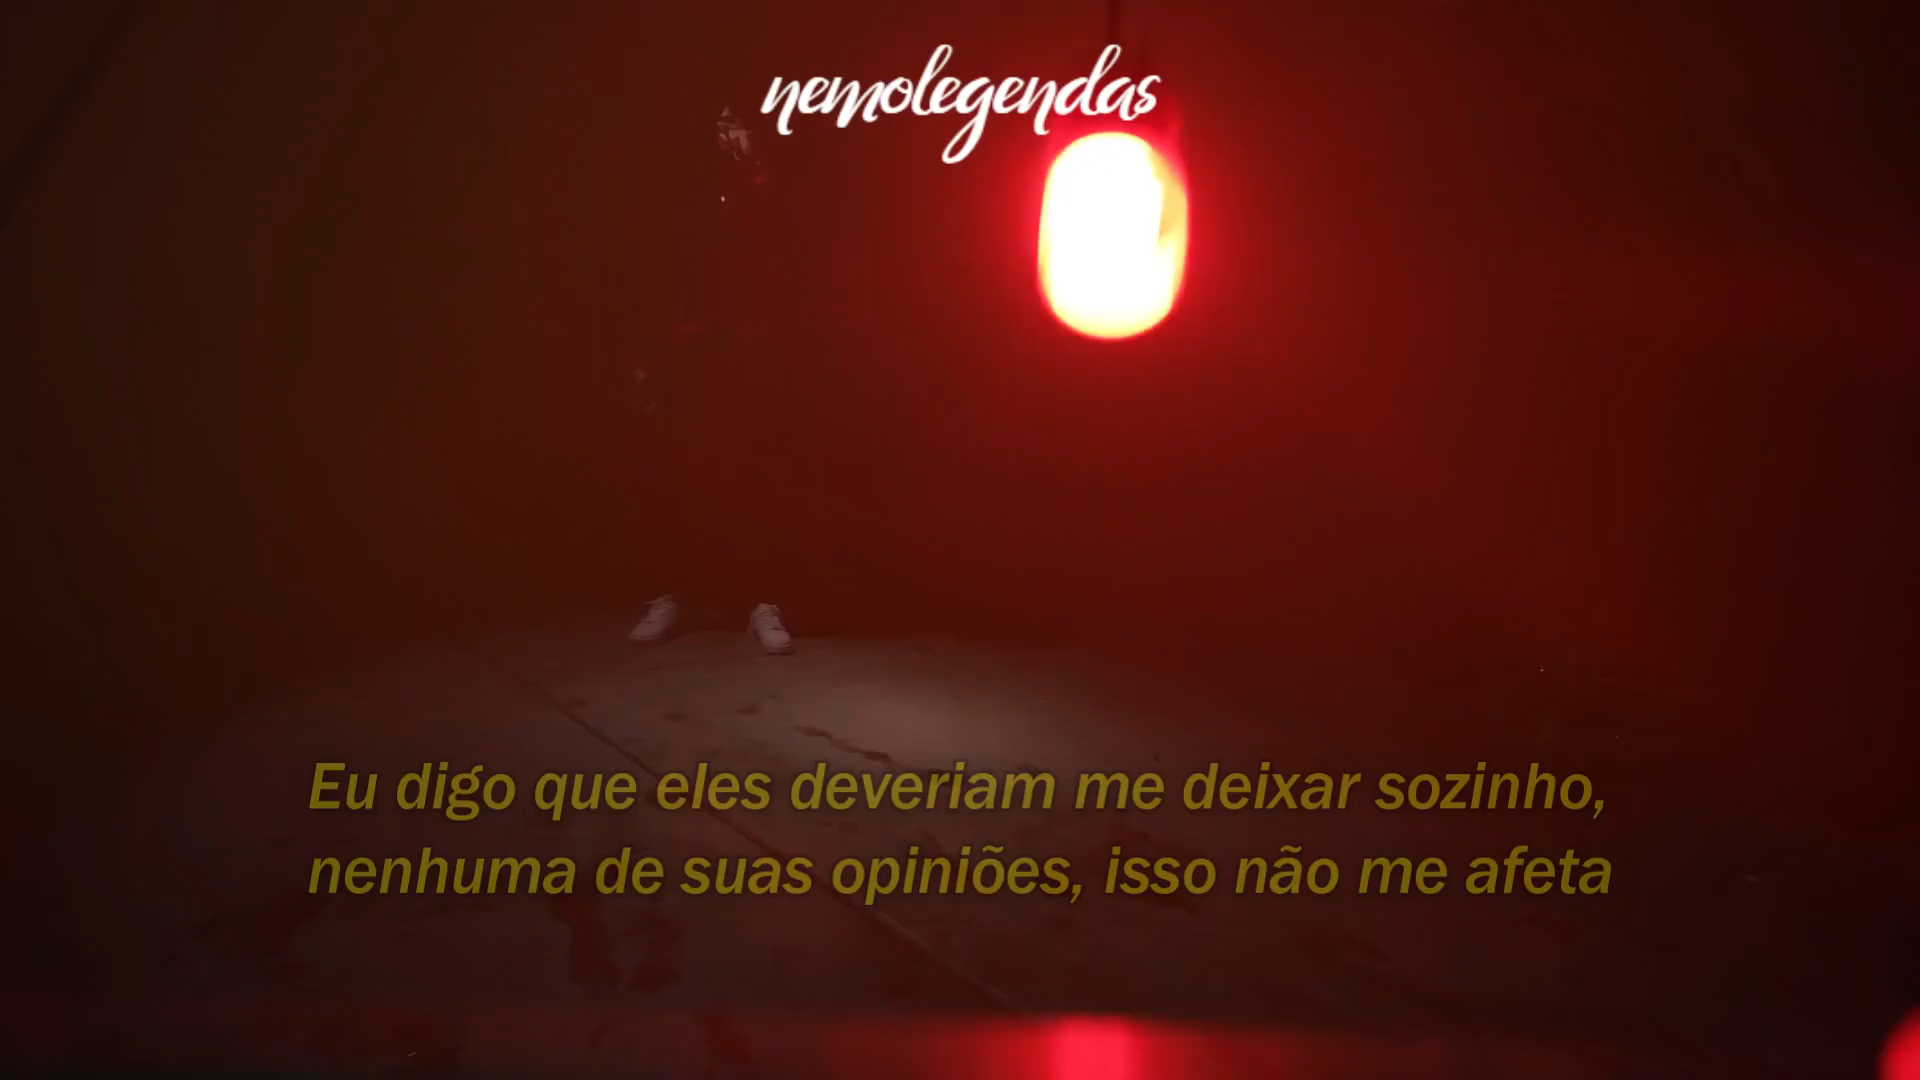 nemolegendas
Eu digo que eles deveriam me deixar sozinho,
nenhuma de suas opiniões, isso não me afeta